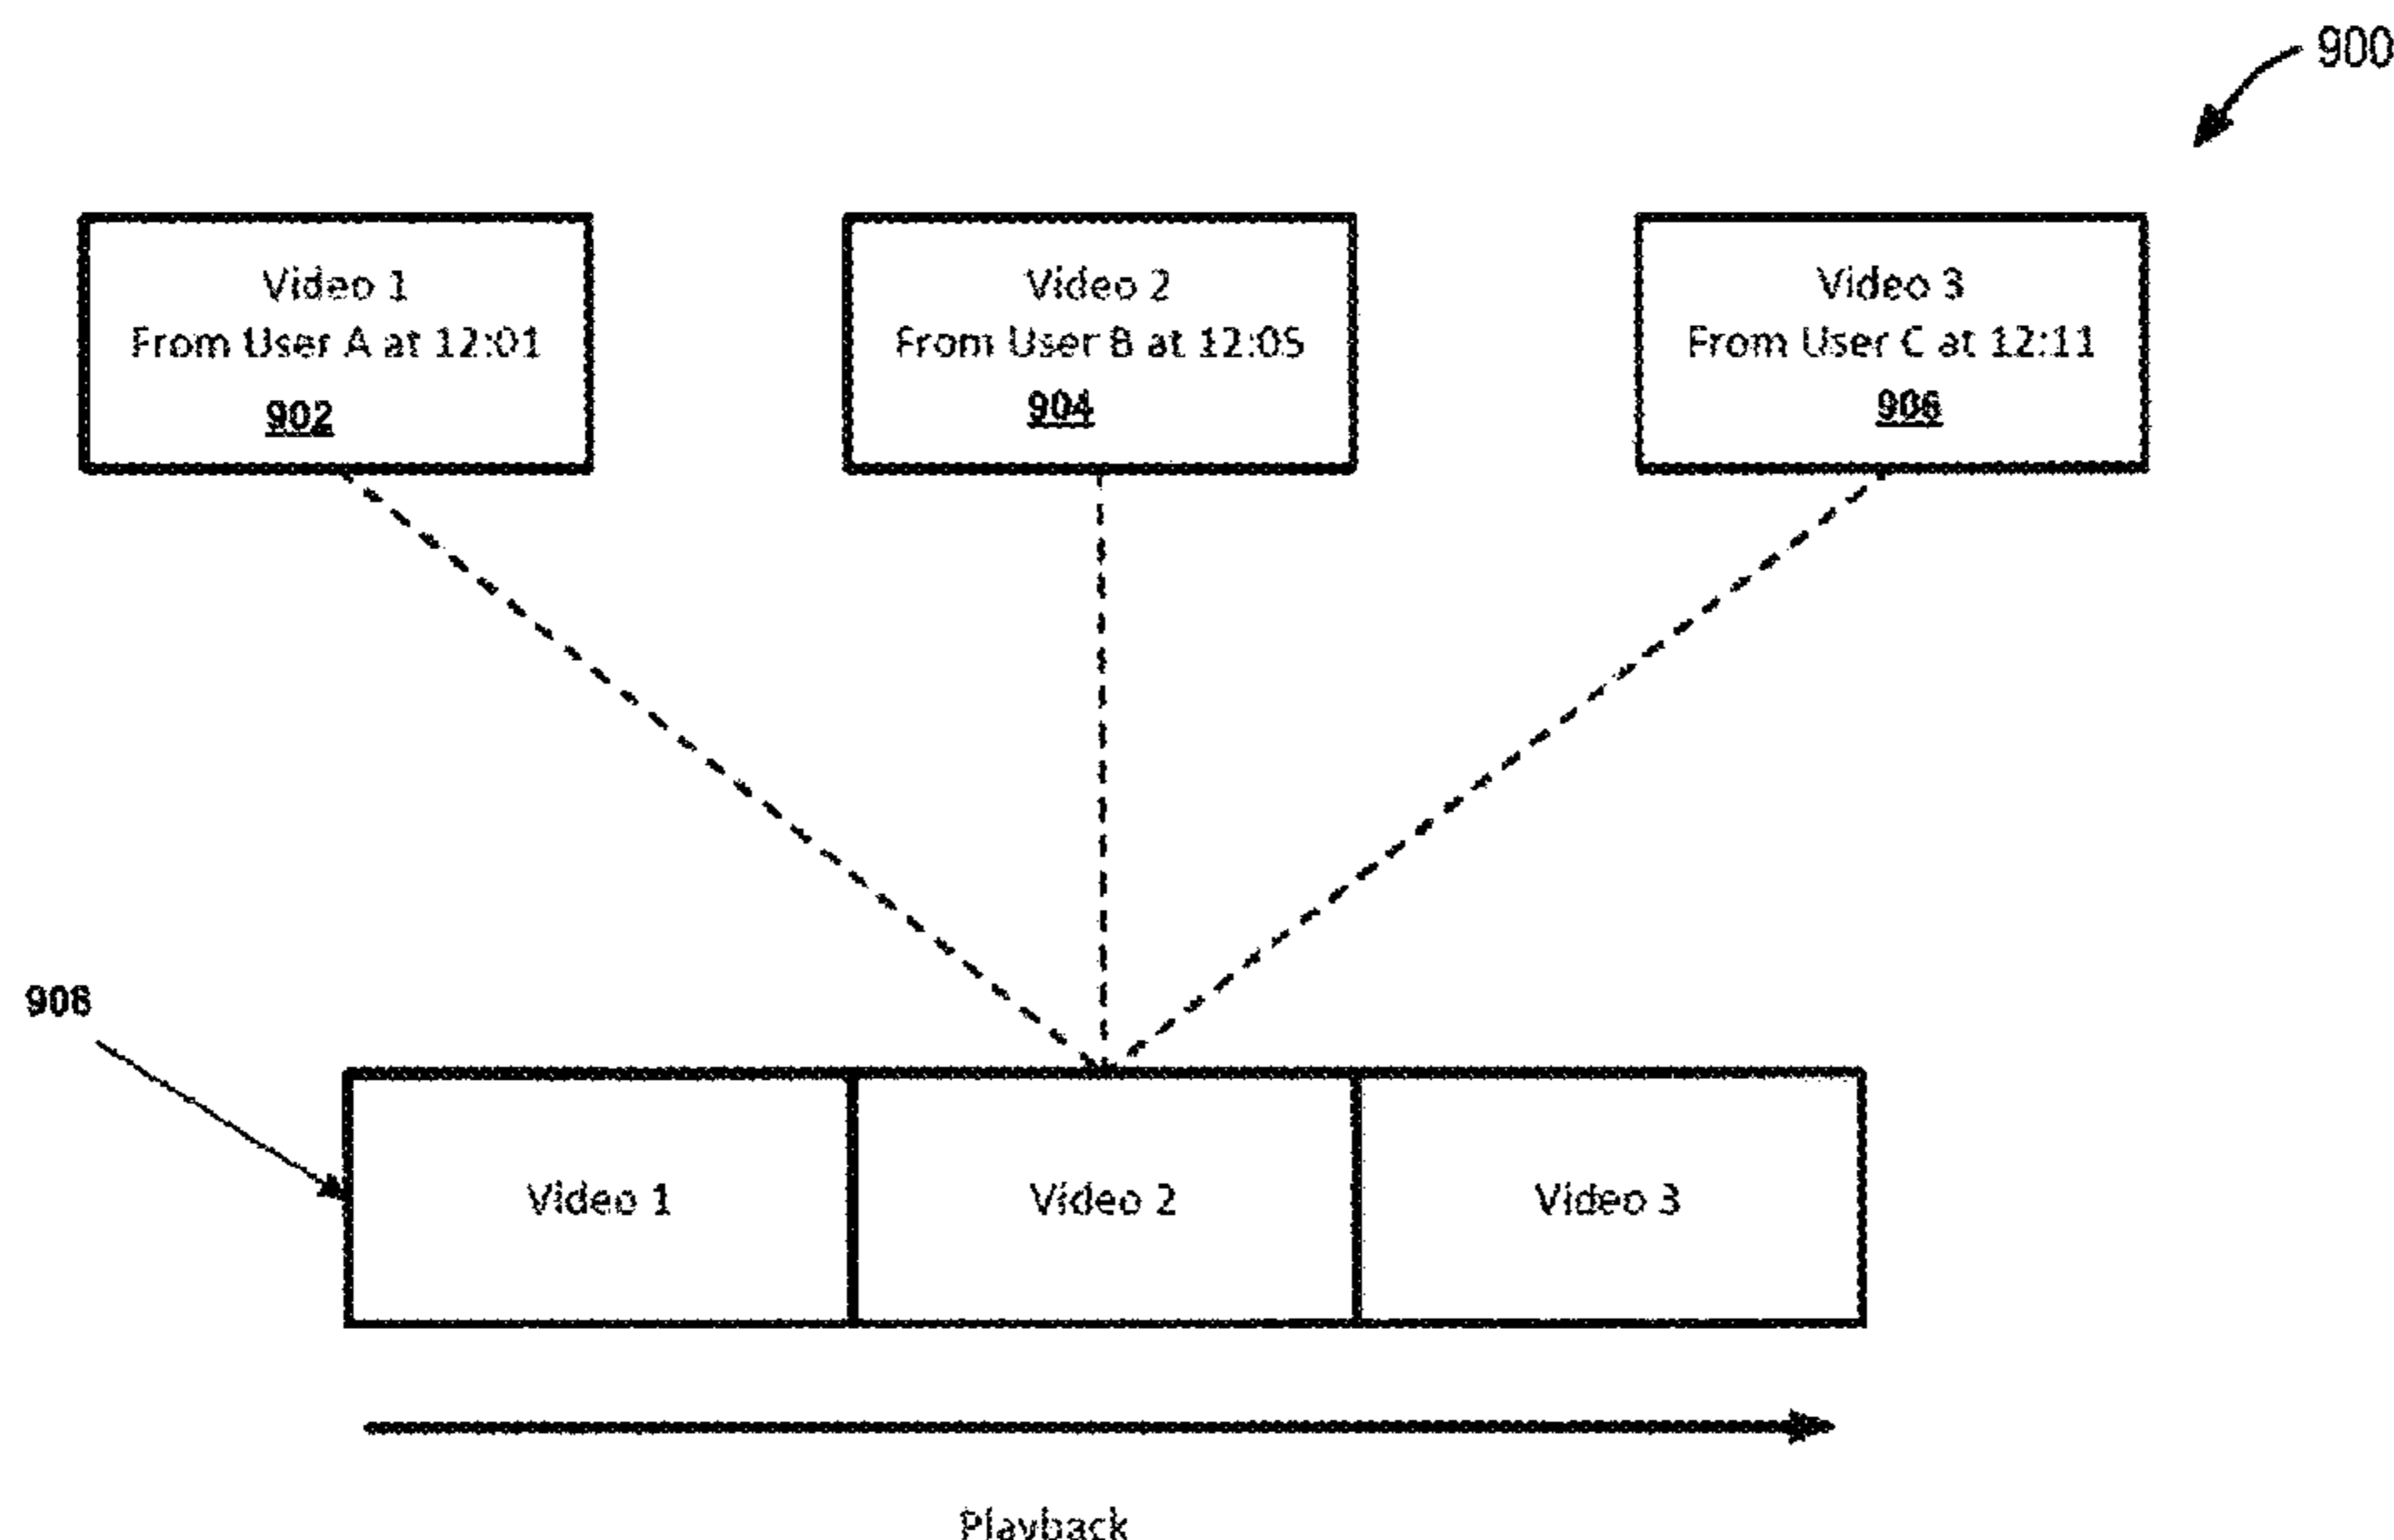 900
Video 1
From User A at 12:01
902
Video 2
From User B at 12:05
904
Video 3
From User C at 12:11
906
908
Video 1
Video 2
Video 3
Playback